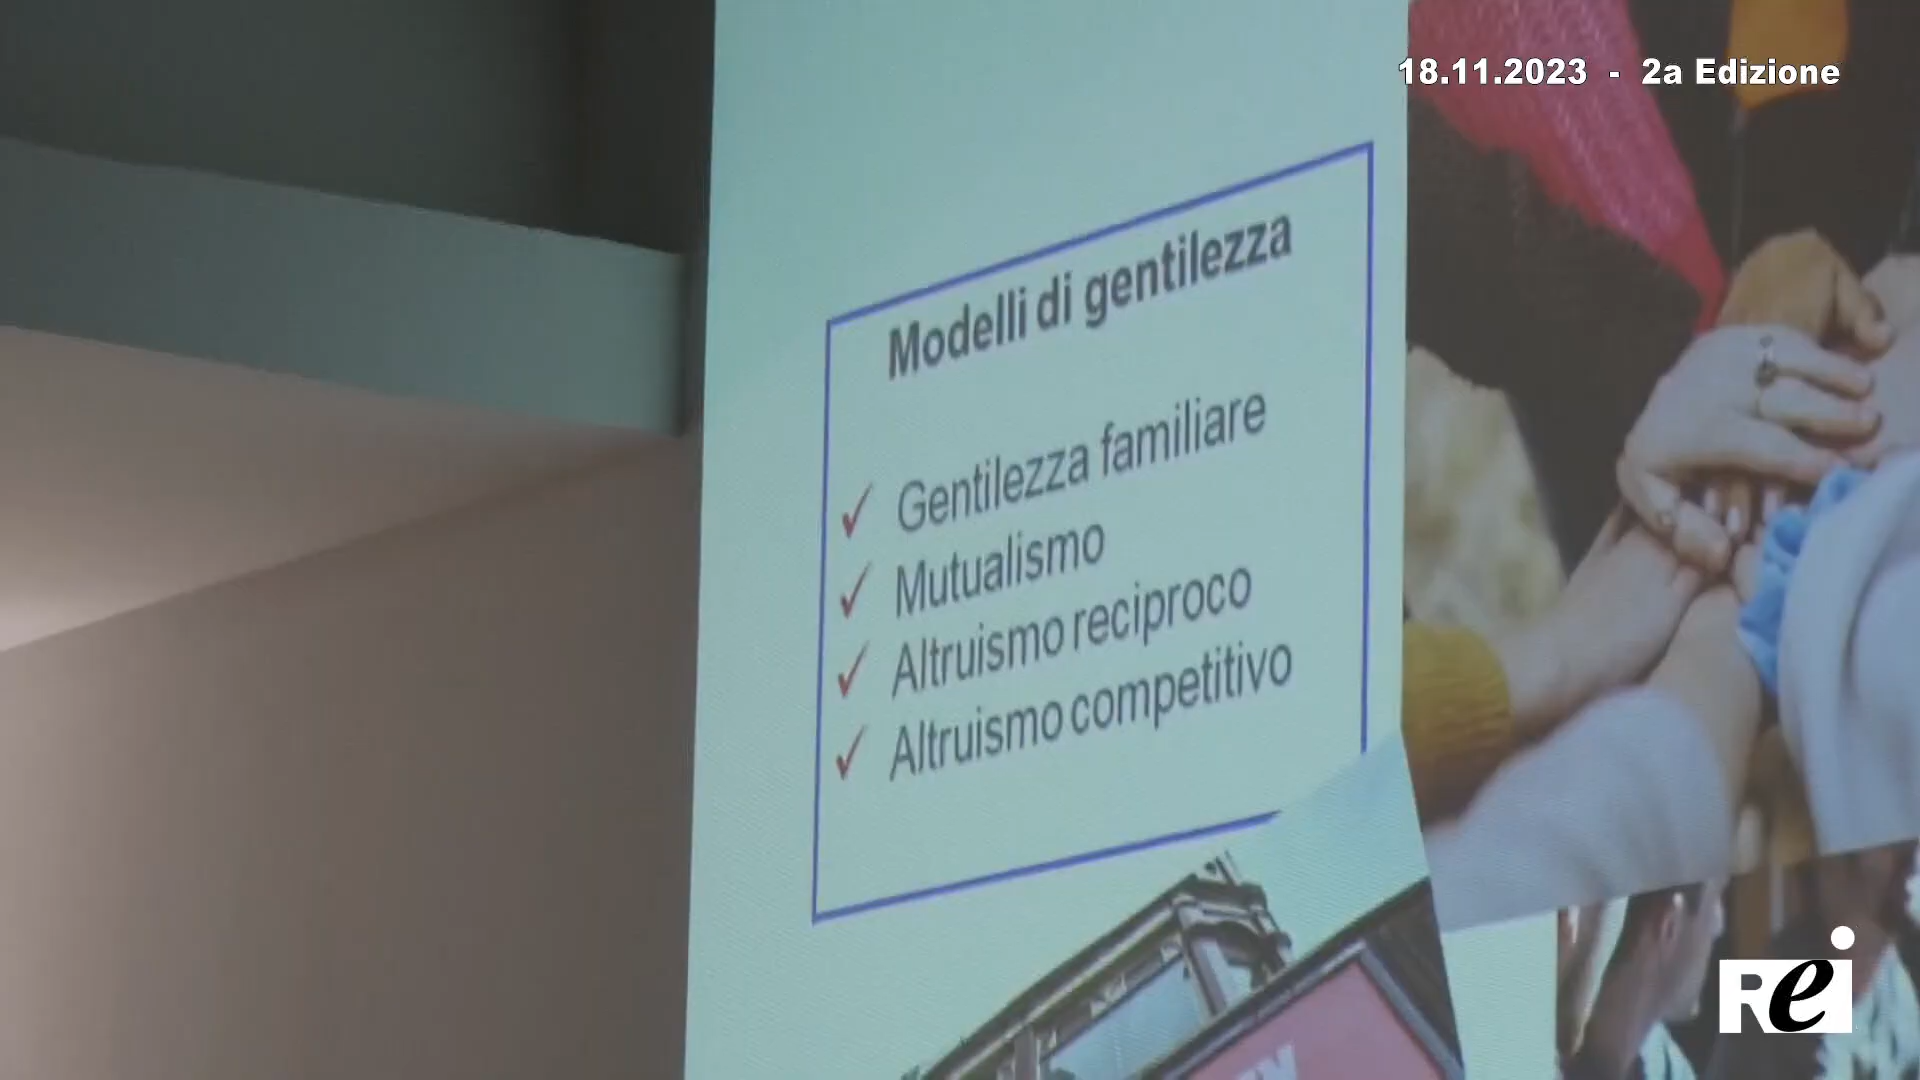 18.11.2023 - 2a Edizione
Modelli di gentilezza
✓ Gentilezza familiare
✓ Mutualismo
✓ Altruismo reciproco
✓ Altruismo competitivo
Rei